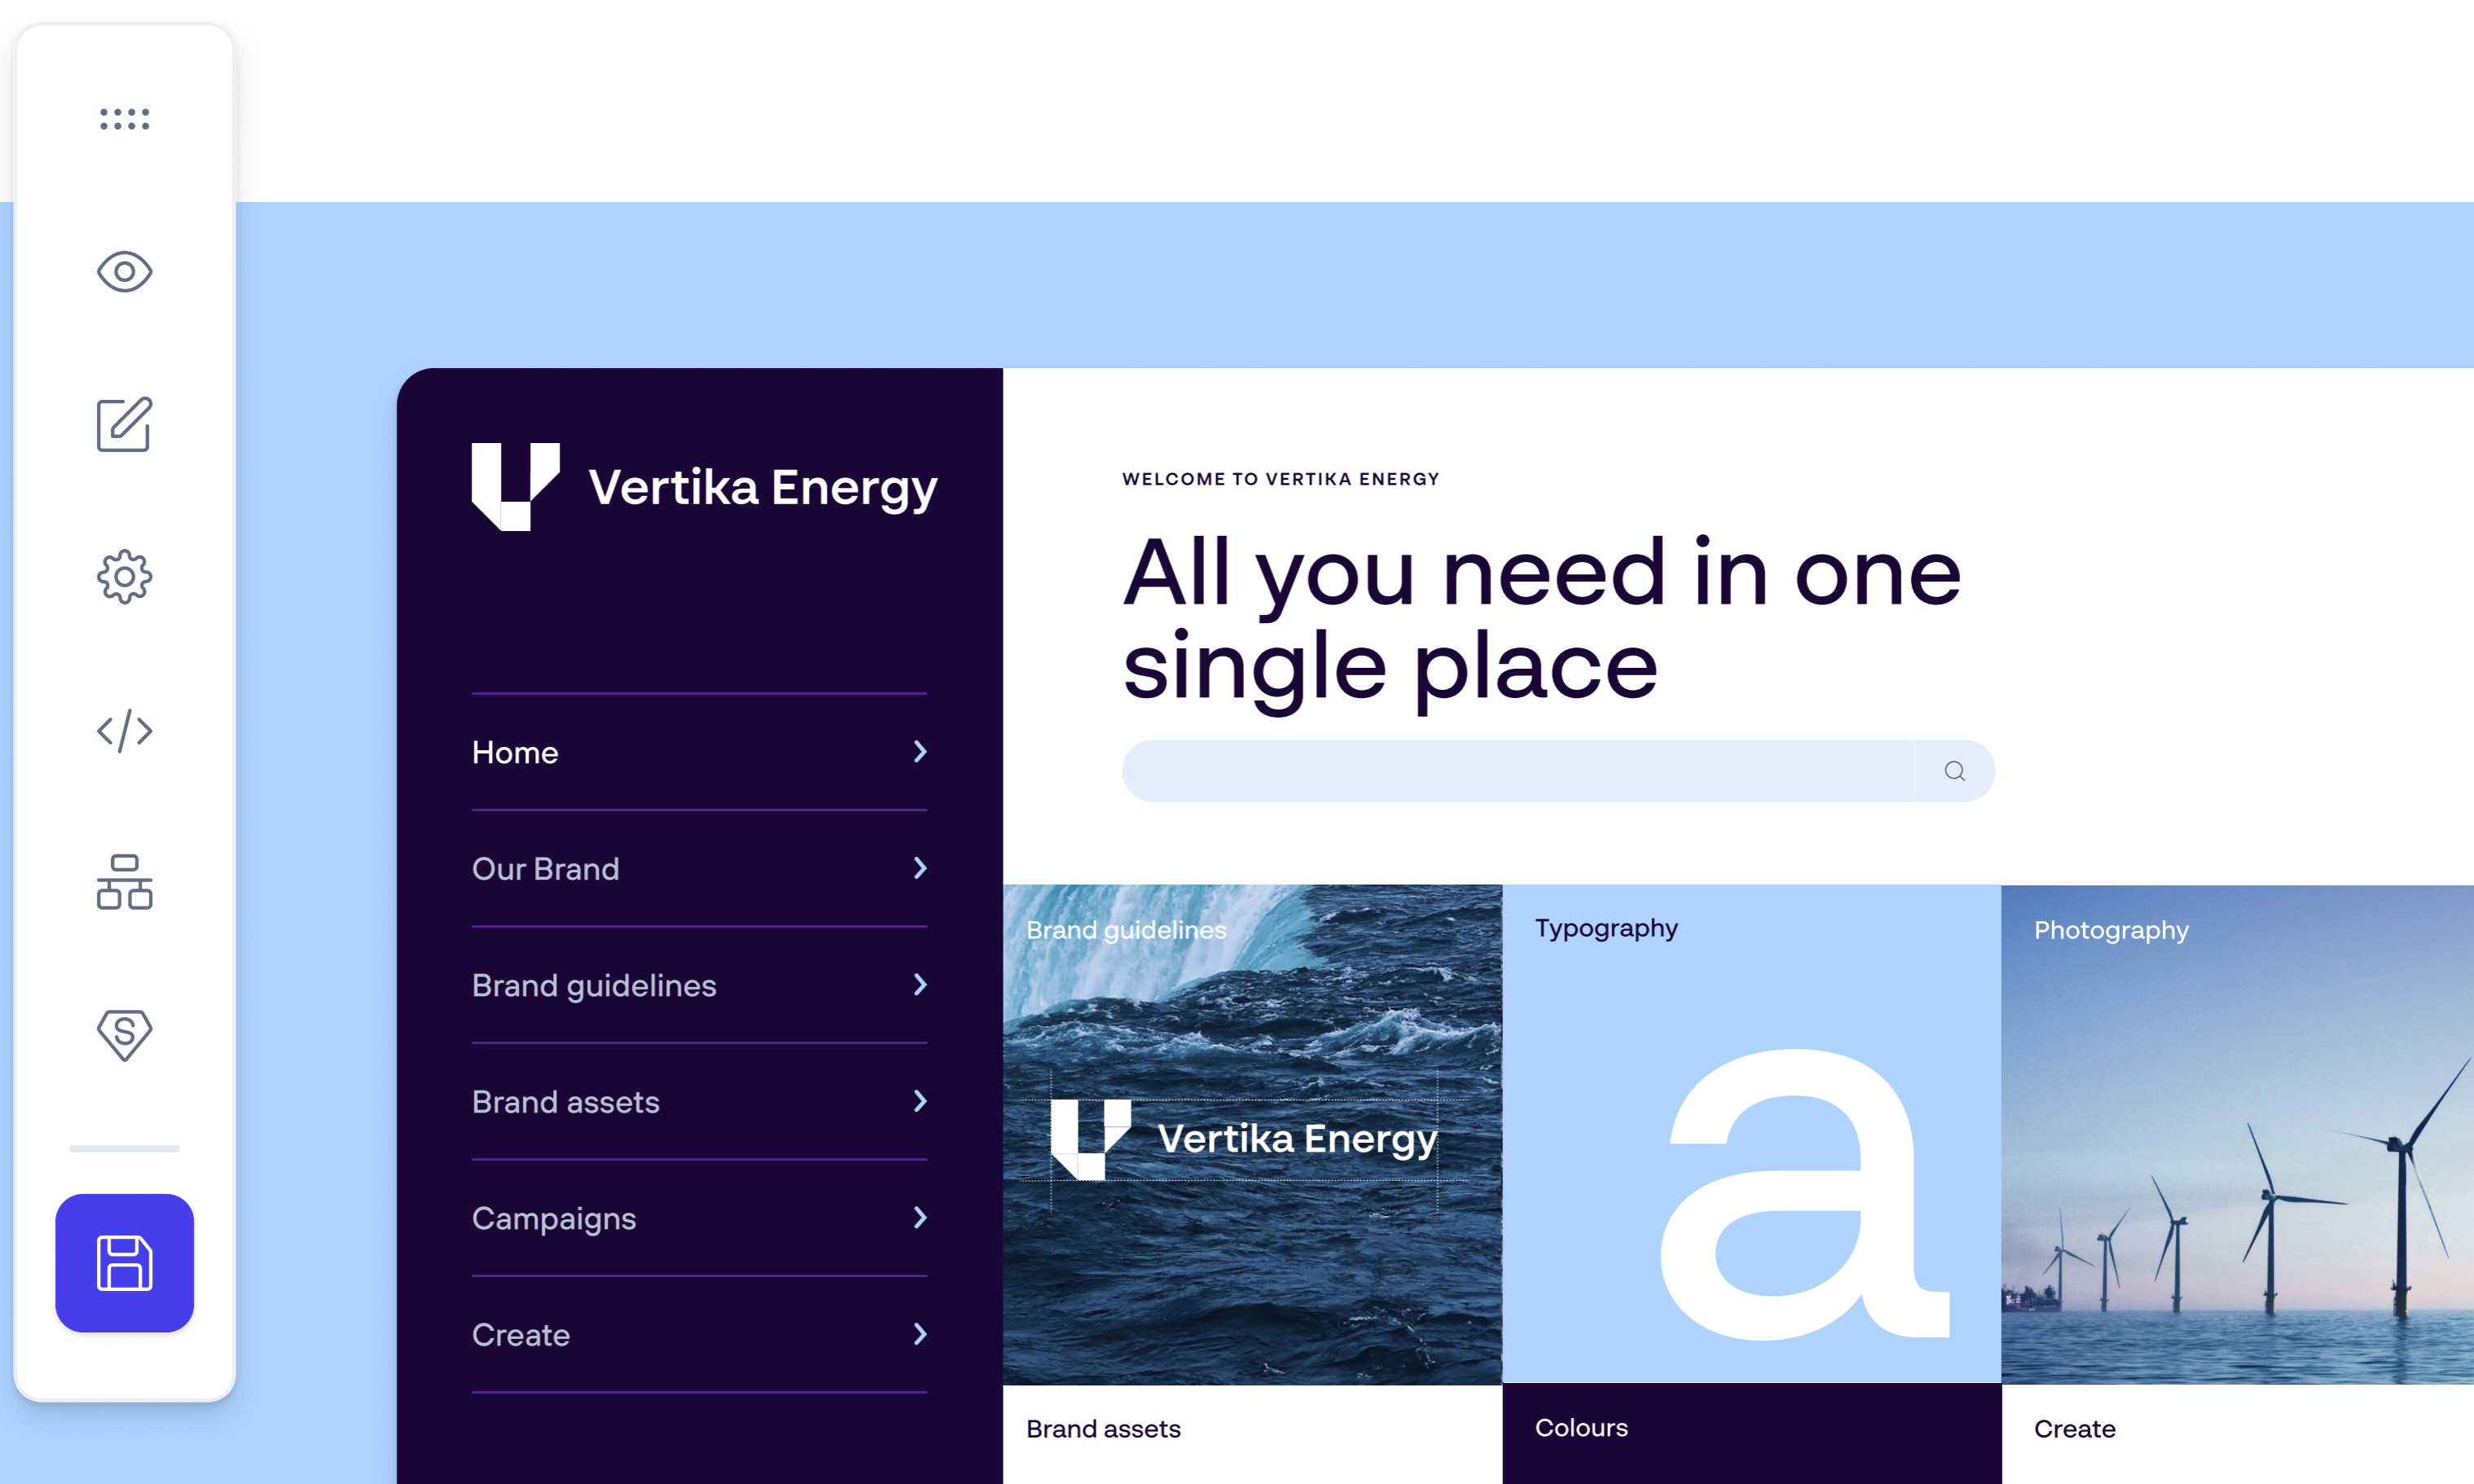 Vertika Energy
Home
Our Brand
Brand guidelines
Brand assets
Campaigns
Create
WELCOME TO VERTIKA ENERGY
All you need in one
single place
Brand guidelines
Vertika Energy
Typography
a
Photography
Brand assets
Colours
Create
S